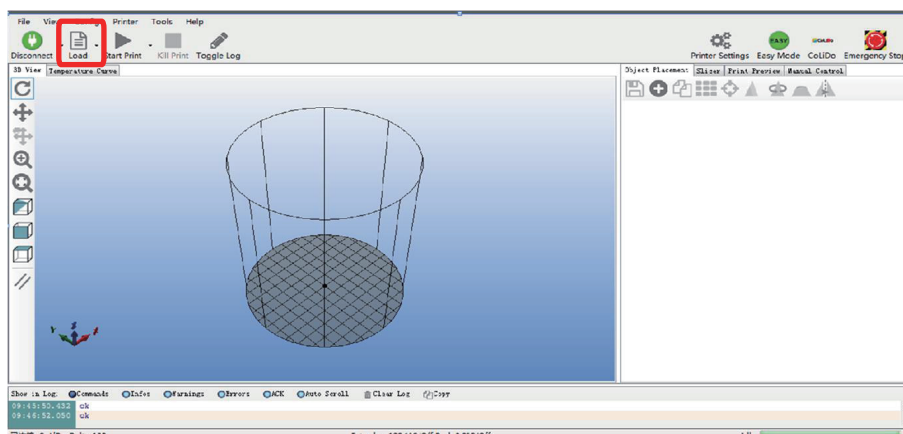 File View Config Printer Tools Help
Disconnect Load Start Print Kill Print Toggle Log Printer Settings Easy Mode CoLiDo Emergency Stop
3D View Temperature Curve Object Placement Slicer Print Preview Manual Control
EASY
Show in Log: Commands Infos Warnings Errors ACK Auto Scroll Clear Log Copy
09:45:50.432 ok
09:46:52.050 ok